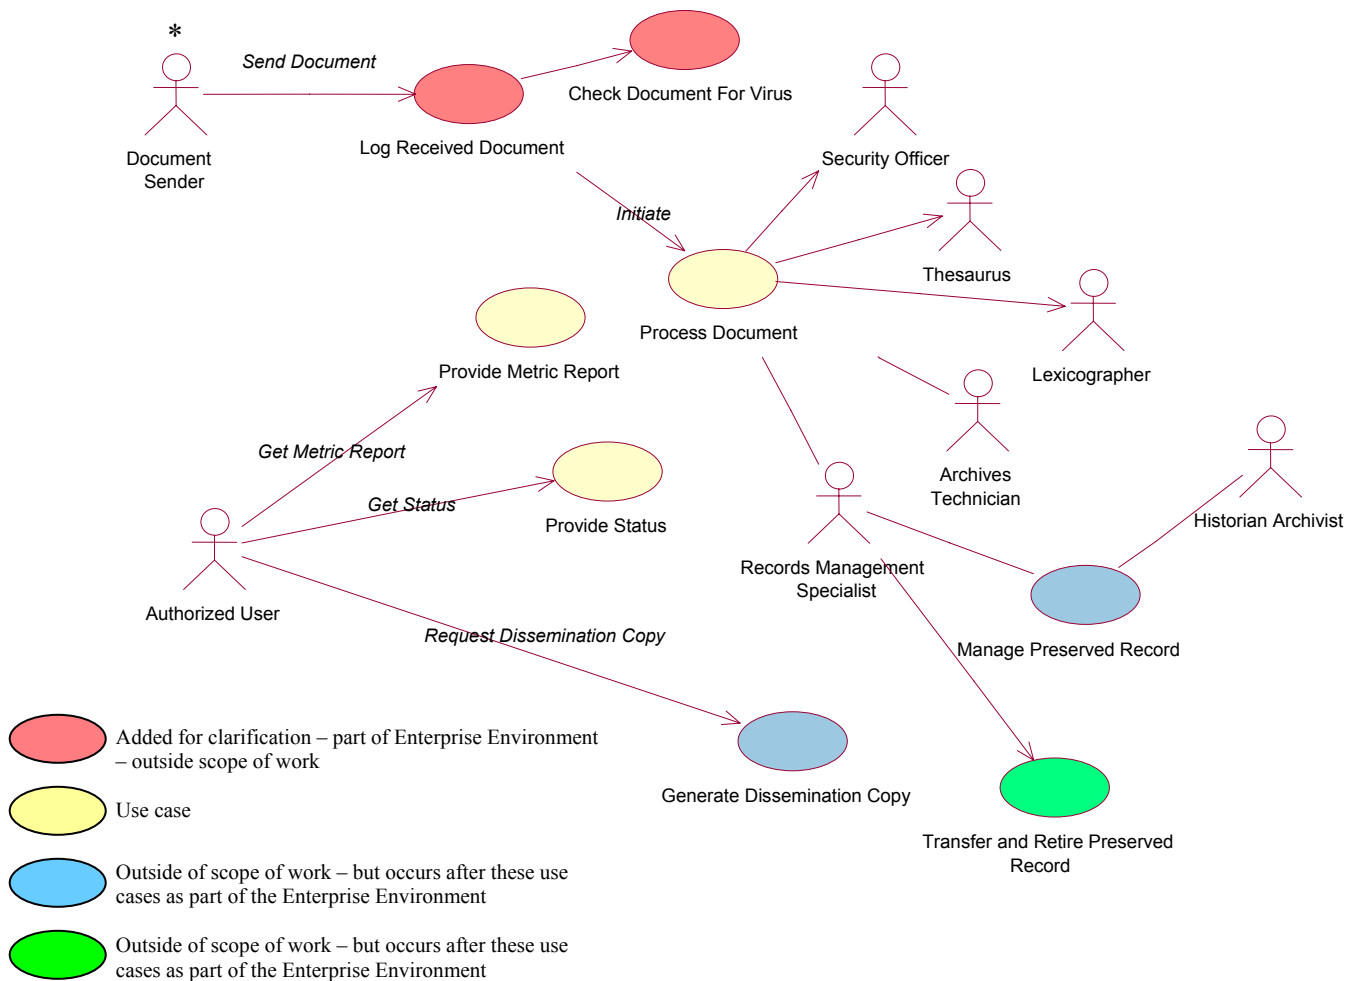 *
Send Document
Check Document For Virus
Document
Sender
Log Received Document
Security Officer
Initiate
Thesaurus
Process Document
Lexicographer
Provide Metric Report
Get Metric Report
Archives
Technician
Get Status
Provide Status
Historian Archivist
Records Management
Specialist
Authorized User
Request Dissemination Copy
Manage Preserved Record
Generate Dissemination Copy
Transfer and Retire Preserved
Record
Added for clarification – part of Enterprise Environment
– outside scope of work
Use case
Outside of scope of work – but occurs after these use
cases as part of the Enterprise Environment
Outside of scope of work – but occurs after these use
cases as part of the Enterprise Environment